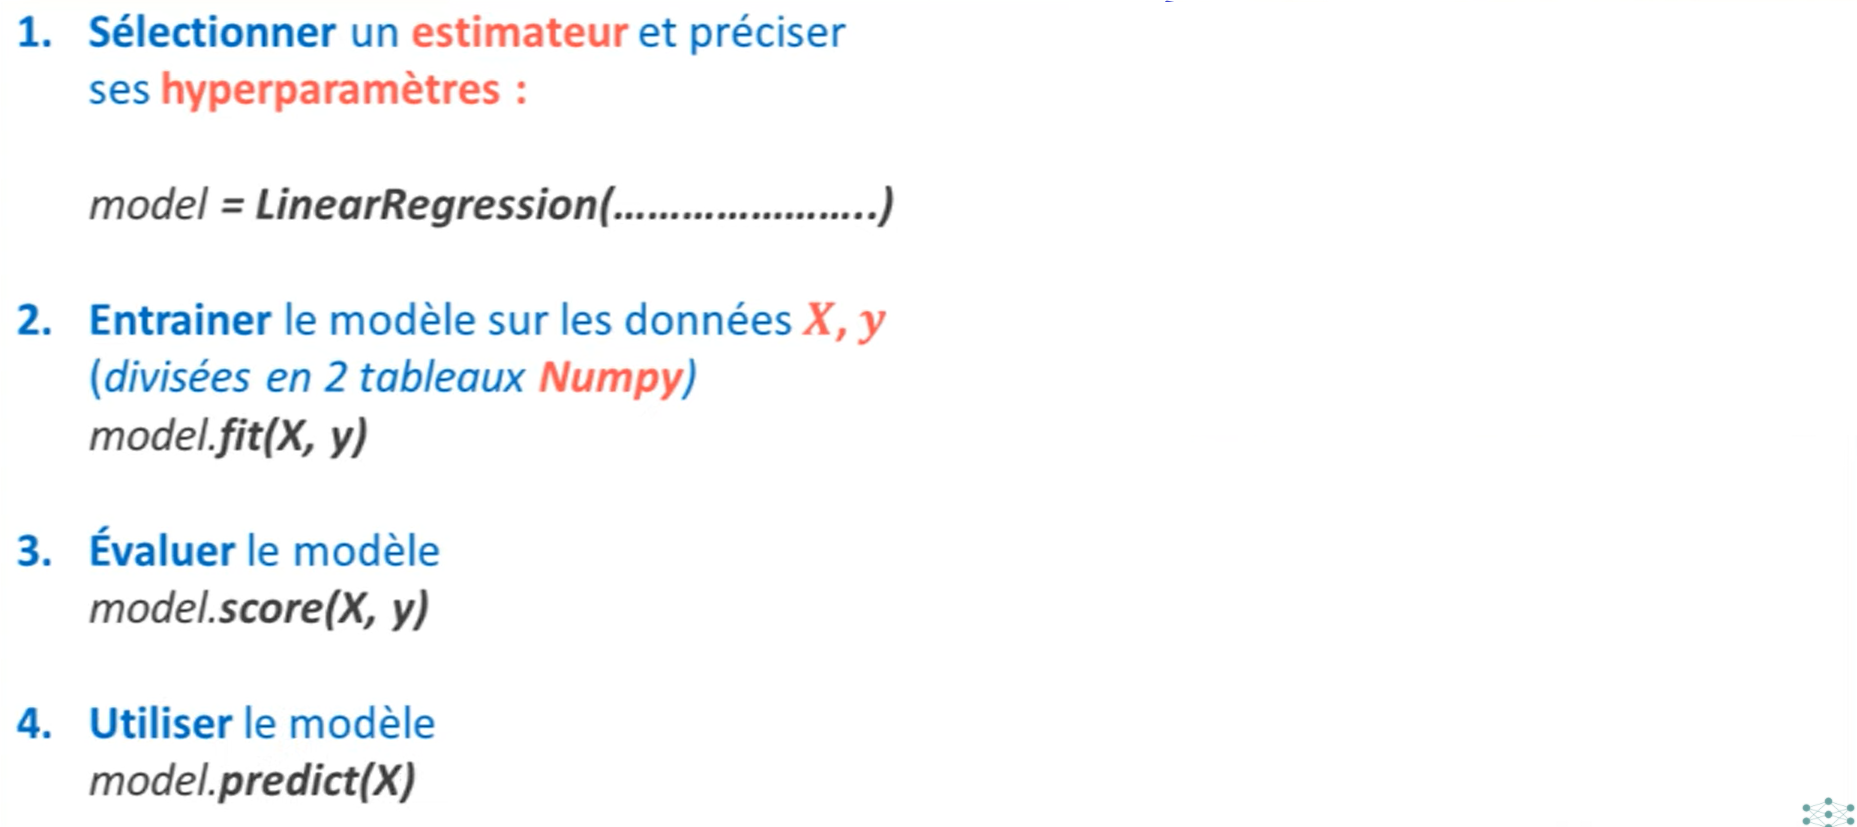 1. Sélectionner un estimateur et préciser
ses hyperparamètres :
model = LinearRegression(........................)
2. Entrainer le modèle sur les données X, y
(divisées en 2 tableaux Numpy)
model.fit(X, y)
3. Évaluer le modèle
model.score(X, y)
4. Utiliser le modèle
model.predict(X)